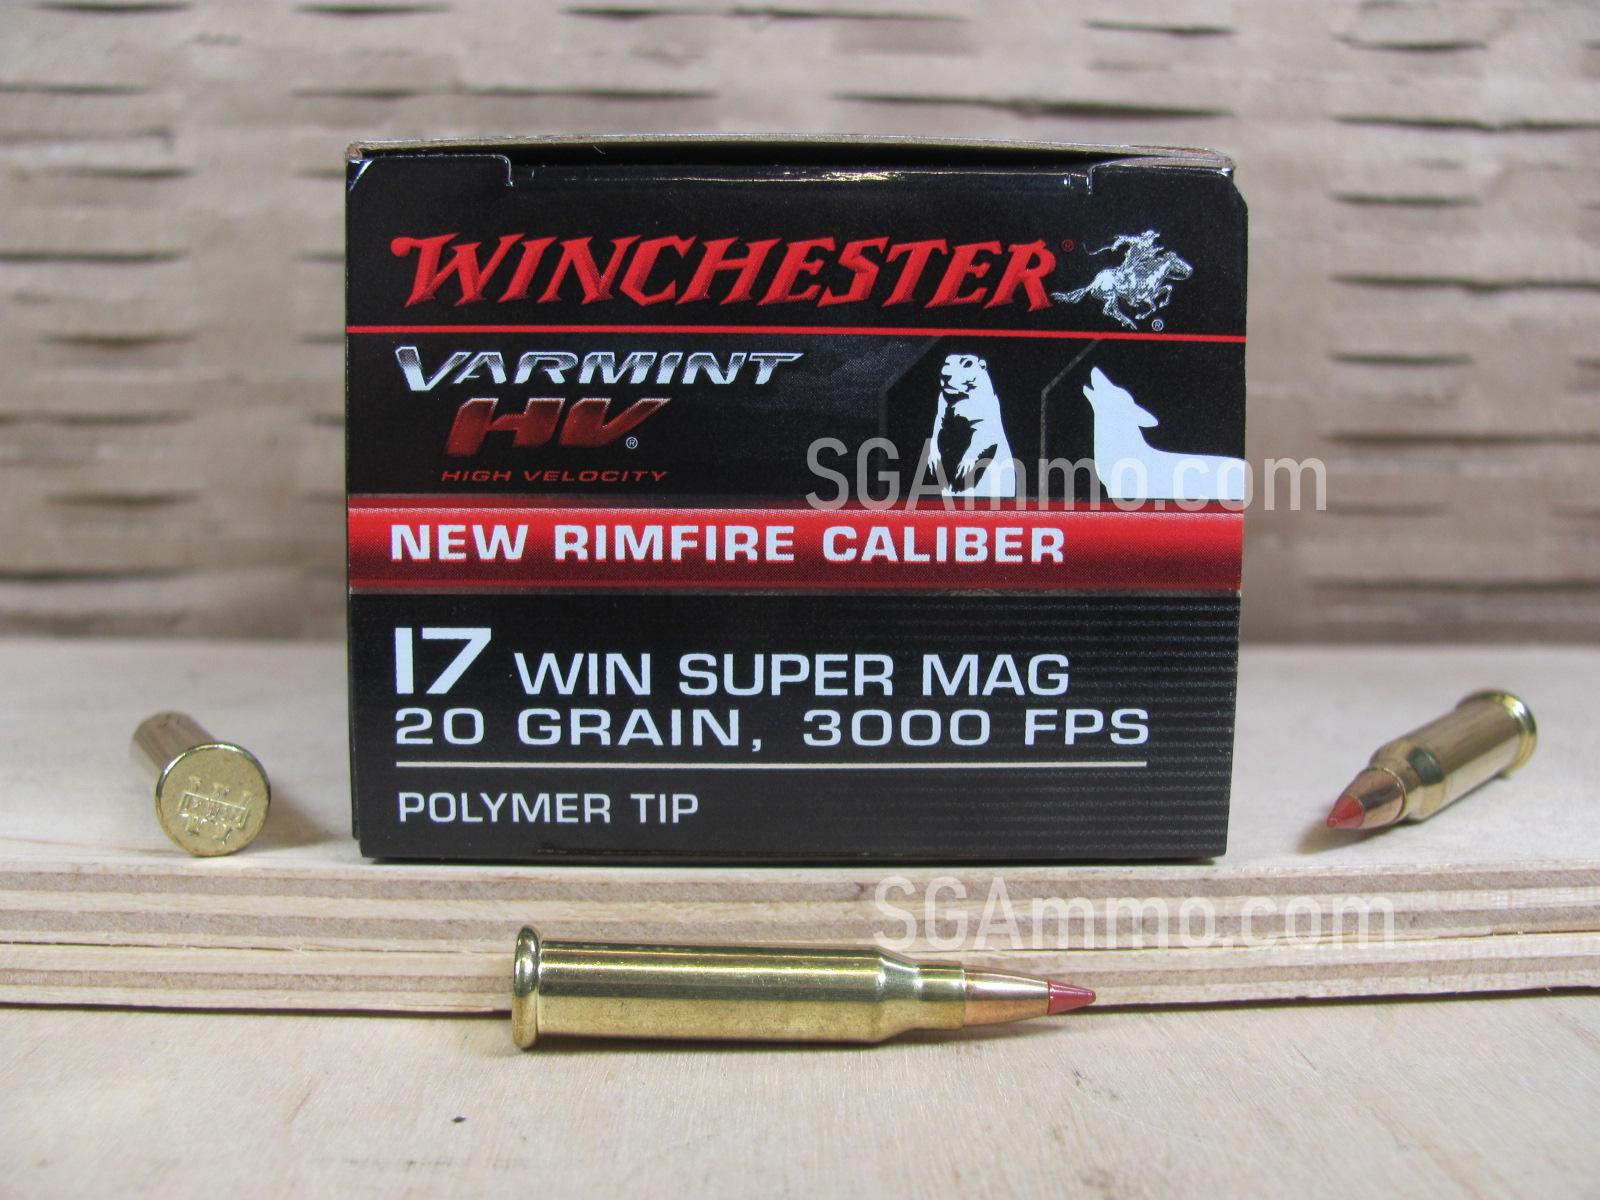 WINCHESTER®
®
VARMINT
HV®
HIGH VELOCITY
SGAmmo.com
NEW RIMFIRE CALIBER
17 WIN SUPER MAG
20 GRAIN, 3000 FPS
POLYMER TIP
SGAmmo.com